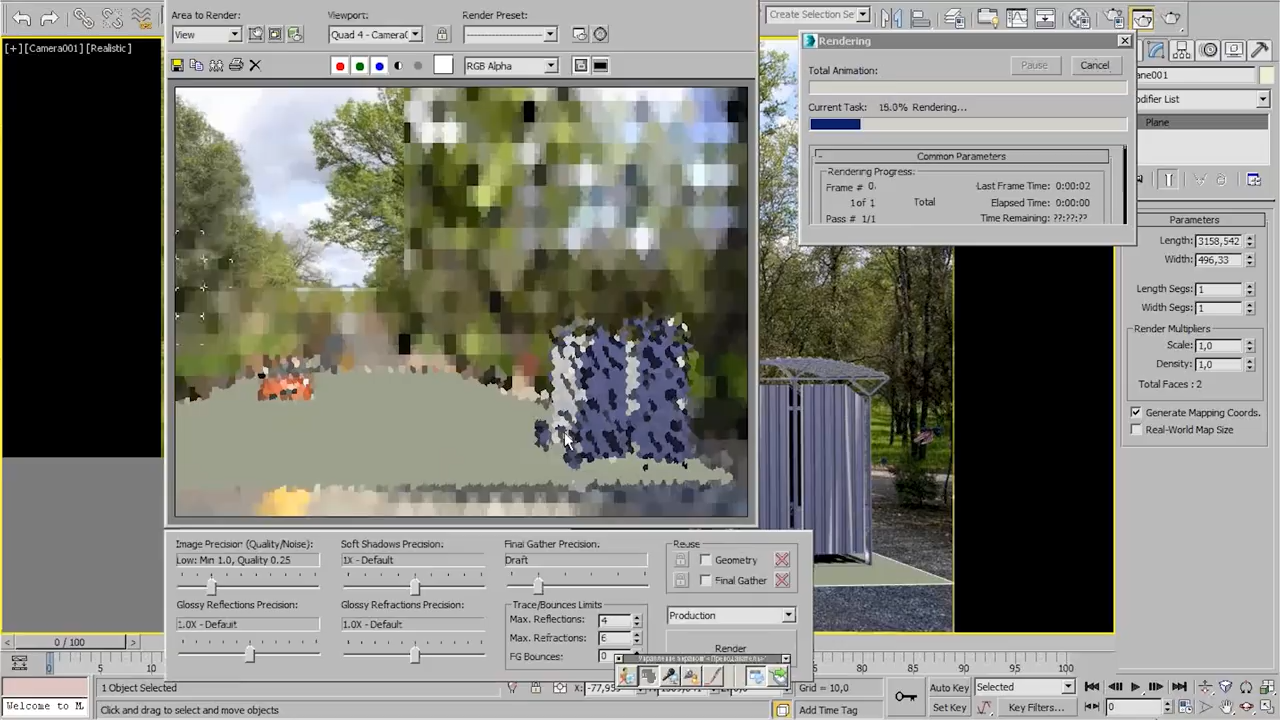 Area to Render:
View
Viewport:
Quad 4 - Camera
Render Preset:
RGB Alpha
Create Selection Se
[+] [Camera001] [Realistic]
Rendering
Total Animation:
Pause
Cancel
Current Task: 15.0% Rendering...
Common Parameters
Rendering Progress:
Frame # 0.
Last Frame Time: 0:00:02
1 of 1 Total
Elapsed Time: 0:00:00
Pass # 1/1
Time Remaining: ??:??:??
ane001
odifier List
Plane
Parameters
Length: 3158,542
Width: 496,33
Length Segs: 1
Width Segs: 1
Render Multipliers
Scale: 1,0
Density: 1,0
Total Faces : 2
Generate Mapping Coords.
Real-World Map Size
Image Precision (Quality/Noise):
Low: Min 1.0, Quality 0.25
Soft Shadows Precision:
1X - Default
Final Gather Precision:
Draft
Reuse
Geometry
Final Gather
Glossy Reflections Precision:
1.0X - Default
Glossy Refractions Precision:
1.0X - Default
Trace/Bounces Limits
Max. Reflections: 4
Max. Refractions: 6
FG Bounces: 0
Production
Render
0 / 100
0 5 10
80 85 90 95 100
1 Object Selected
X: -77,959
Grid = 10,0
Auto Key
Selected
Welcome to M
Click and drag to select and move objects
Add Time Tag
Set Key
Key Filters...
0